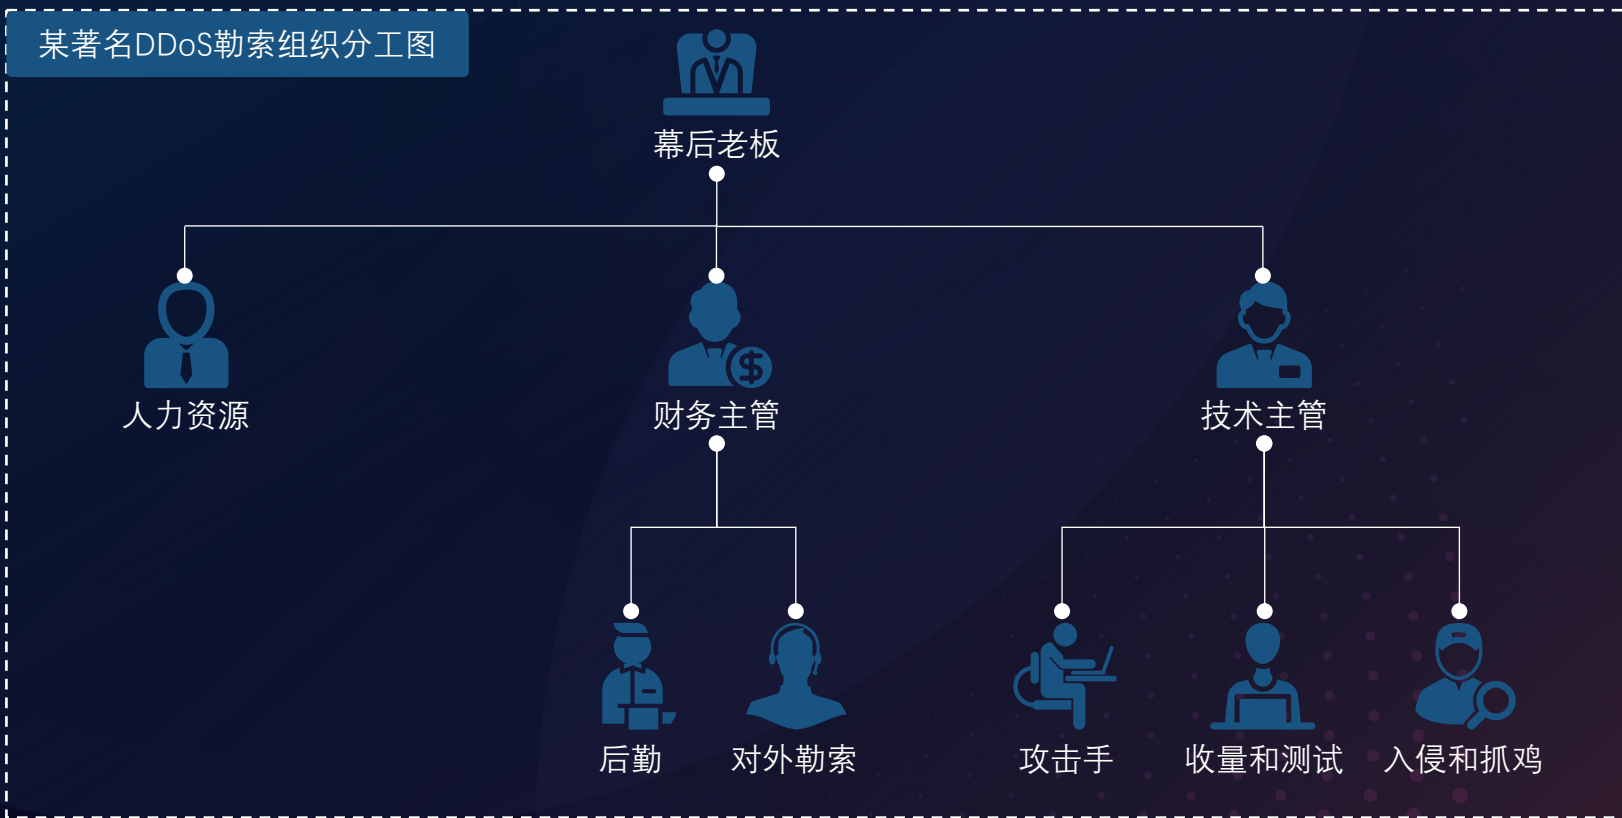 某著名DDoS勒索组织分工图
幕后老板
人力资源
财务主管
技术主管
后勤
对外勒索
攻击手
收量和测试
入侵和抓鸡